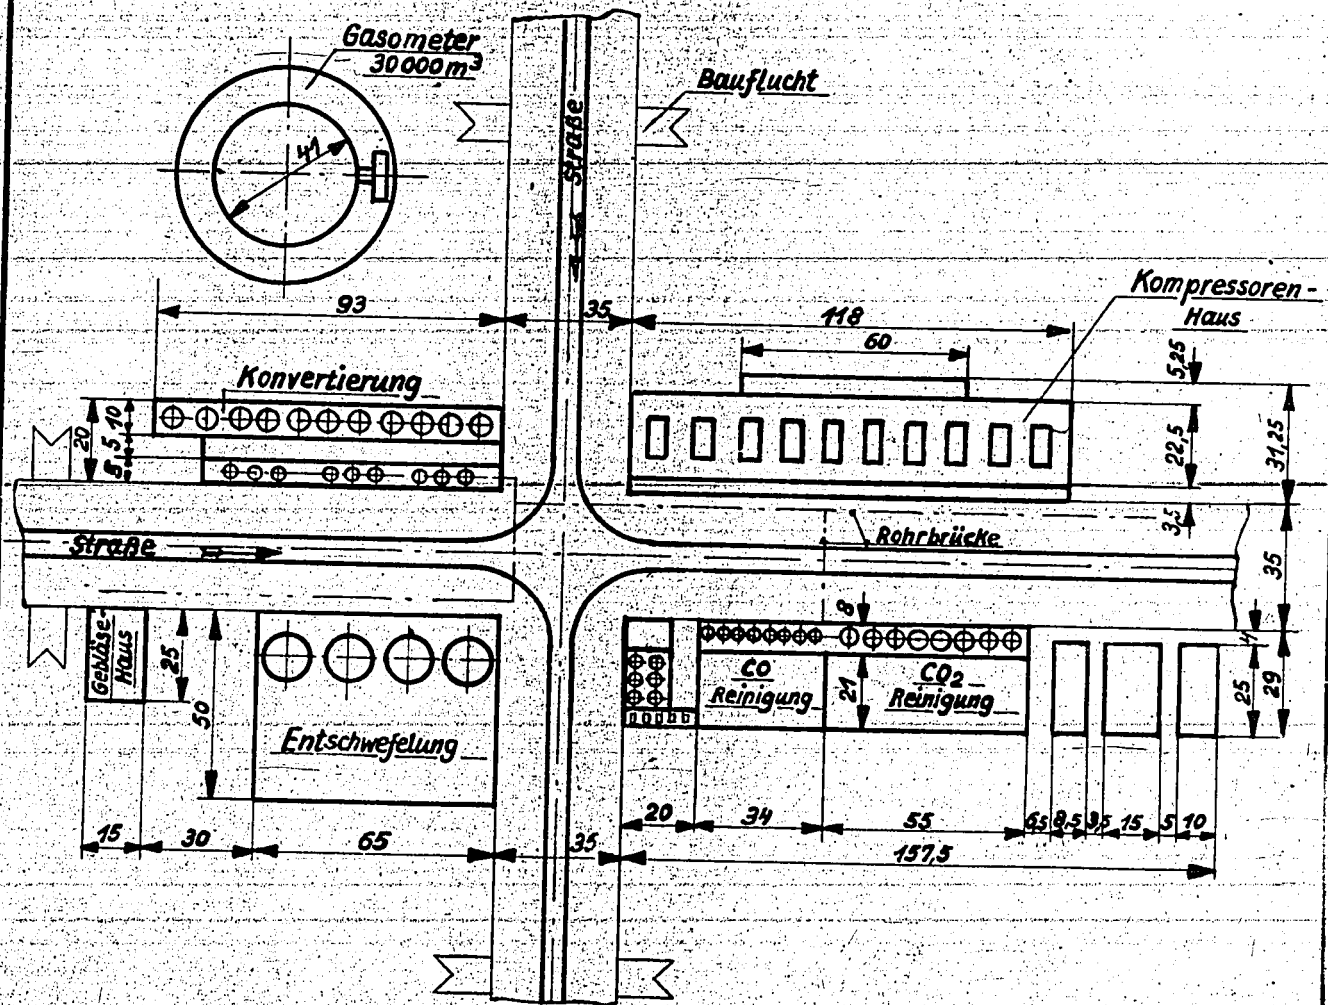 Gasometer
30 000 m³
Bauflucht
Straße
41
93
35
118
60
Kompressoren-
Haus
5,25
Konvertierung
20
10
5
5
22,5
31,25
3,5
Straße
Rohrbrücke
35
8
4
Gebläse-
Haus
25
50
Entschwefelung
CO
Reinigung
21
CO₂
Reinigung
25
29
15
30
65
35
20
34
55
6,5
8,5
3,5
15
5
10
157,5